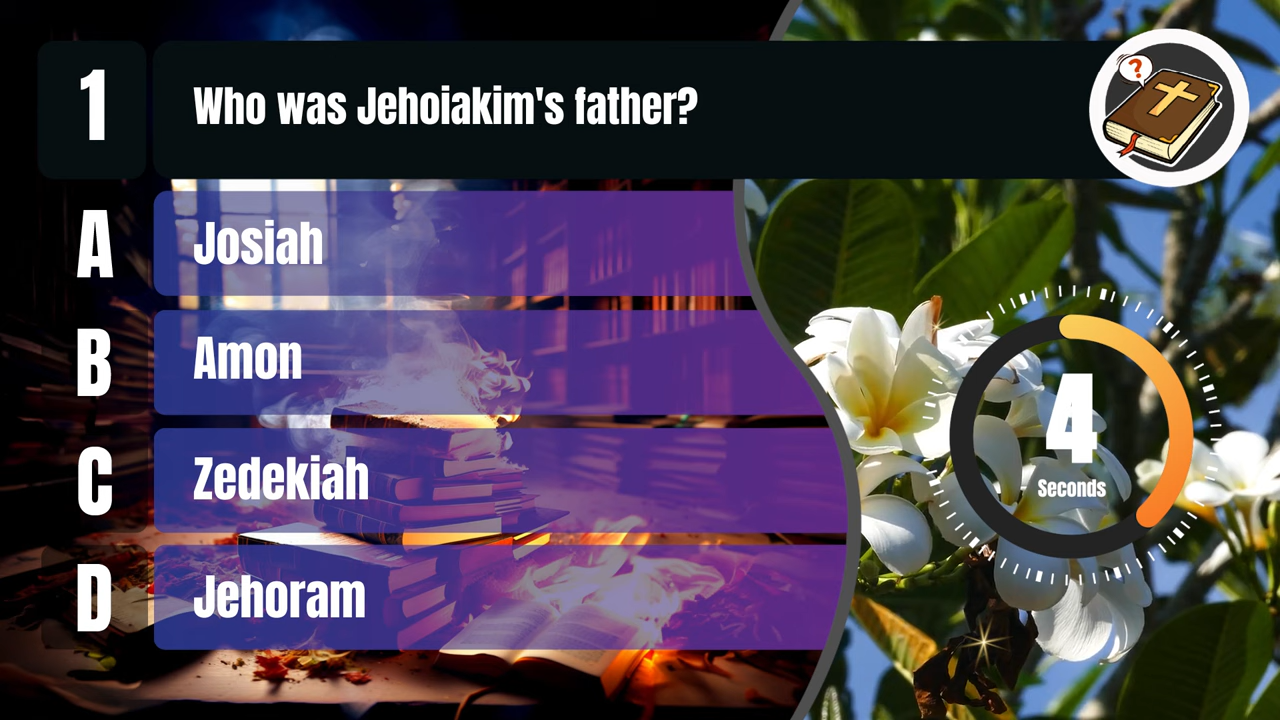 1
Who was Jehoiakim's father?
?
A
Josiah
B
Amon
C
Zedekiah
D
Jehoram
4
Seconds